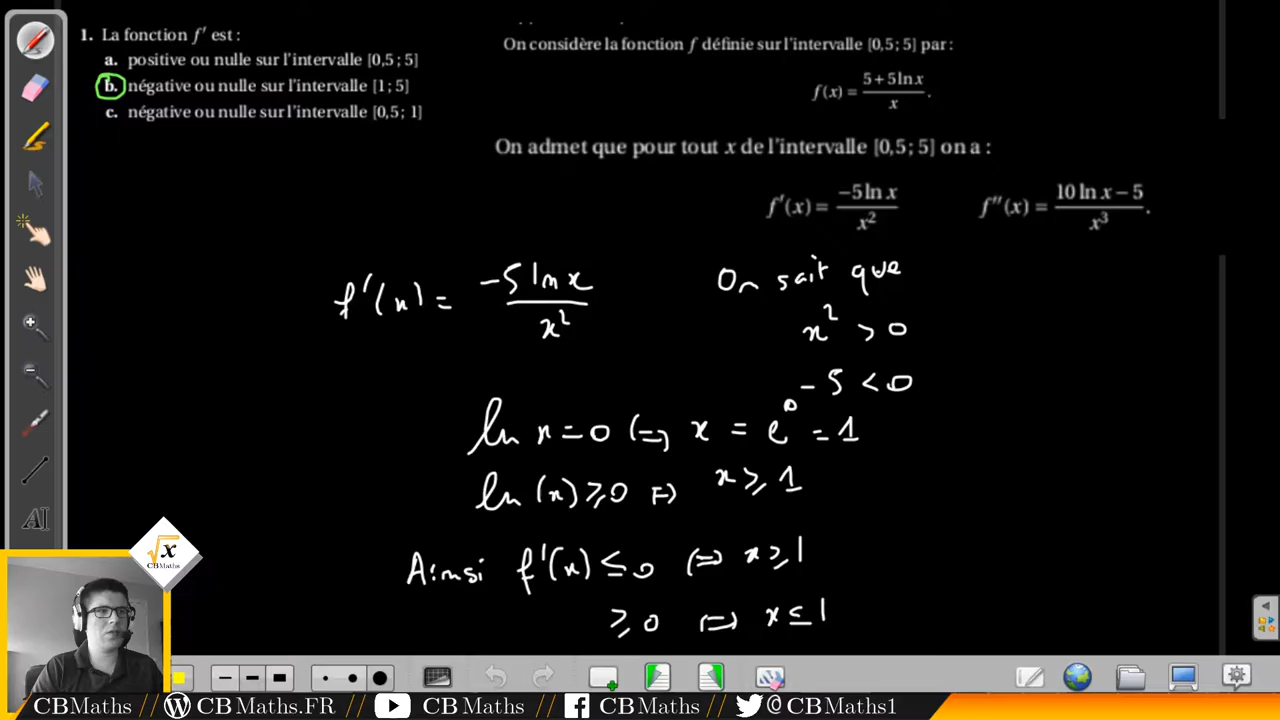 1. La fonction f′ est :
a. positive ou nulle sur l'intervalle [0,5 ; 5]
b. négative ou nulle sur l'intervalle [1 ; 5]
c. négative ou nulle sur l'intervalle [0,5 ; 1]
On considère la fonction f définie sur l'intervalle [0,5 ; 5] par :
f(x) = (5 + 5 ln x) / x.
On admet que pour tout x de l'intervalle [0,5 ; 5] on a :
f′(x) = (−5 ln x) / x² f″(x) = (10 ln x − 5) / x³.
f'(x) = (−5 ln x) / x²
On sait que
x² > 0
−5 < 0
ln x = 0 ⇔ x = e⁰ = 1
ln (x) ≥ 0 ⇔ x ≥ 1
Ainsi f'(x) ≤ 0 ⇔ x ≥ 1
≥ 0 ⇔ x ≤ 1
AI
√x
CBMaths
CBMaths CBMaths.FR CBMaths CBMaths @CBMaths1